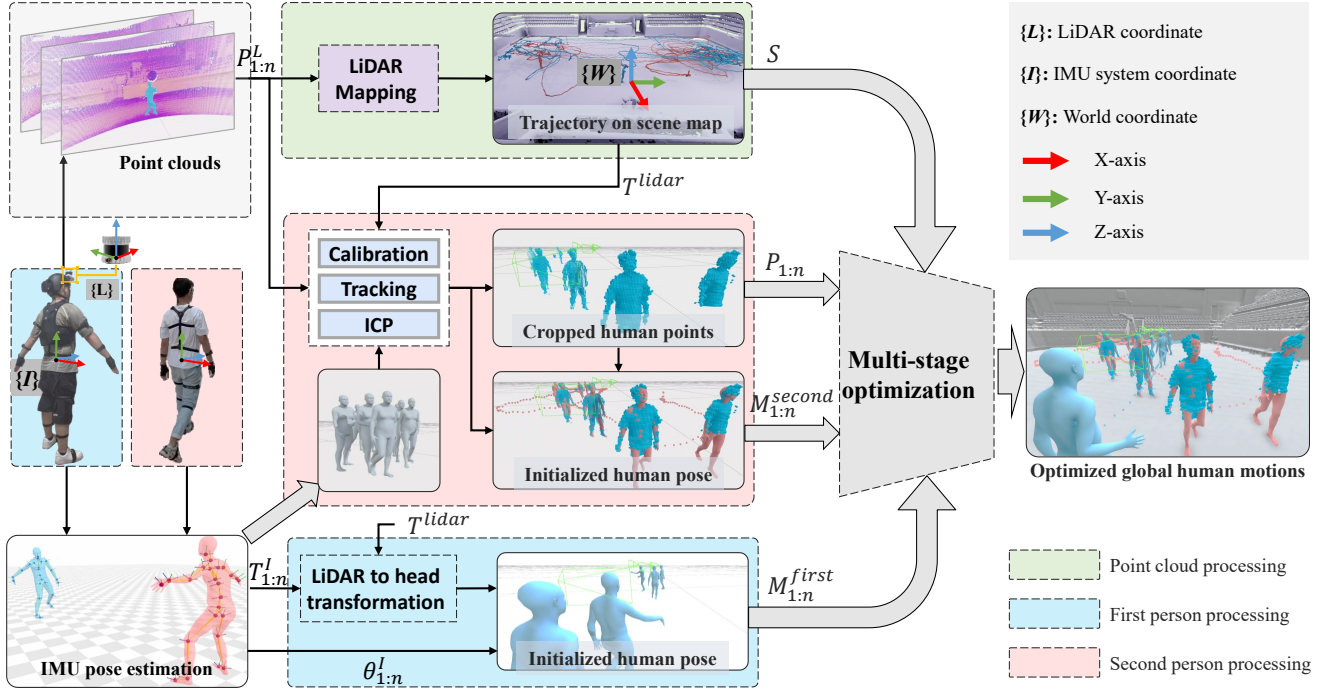 Point clouds
$P^{L}_{1:n}$
LiDAR
Mapping
{W}
Trajectory on scene map
S
$T^{lidar}$
{L}: LiDAR coordinate
{I}: IMU system coordinate
{W}: World coordinate
X-axis
Y-axis
Z-axis
{L}
{I}
Calibration
Tracking
ICP
Cropped human points
$P_{1:n}$
Initialized human pose
$M^{second}_{1:n}$
Multi-stage
optimization
Optimized global human motions
$T^{lidar}$
IMU pose estimation
$T^{I}_{1:n}$
LiDAR to head
transformation
$\theta^{I}_{1:n}$
Initialized human pose
$M^{first}_{1:n}$
Point cloud processing
First person processing
Second person processing